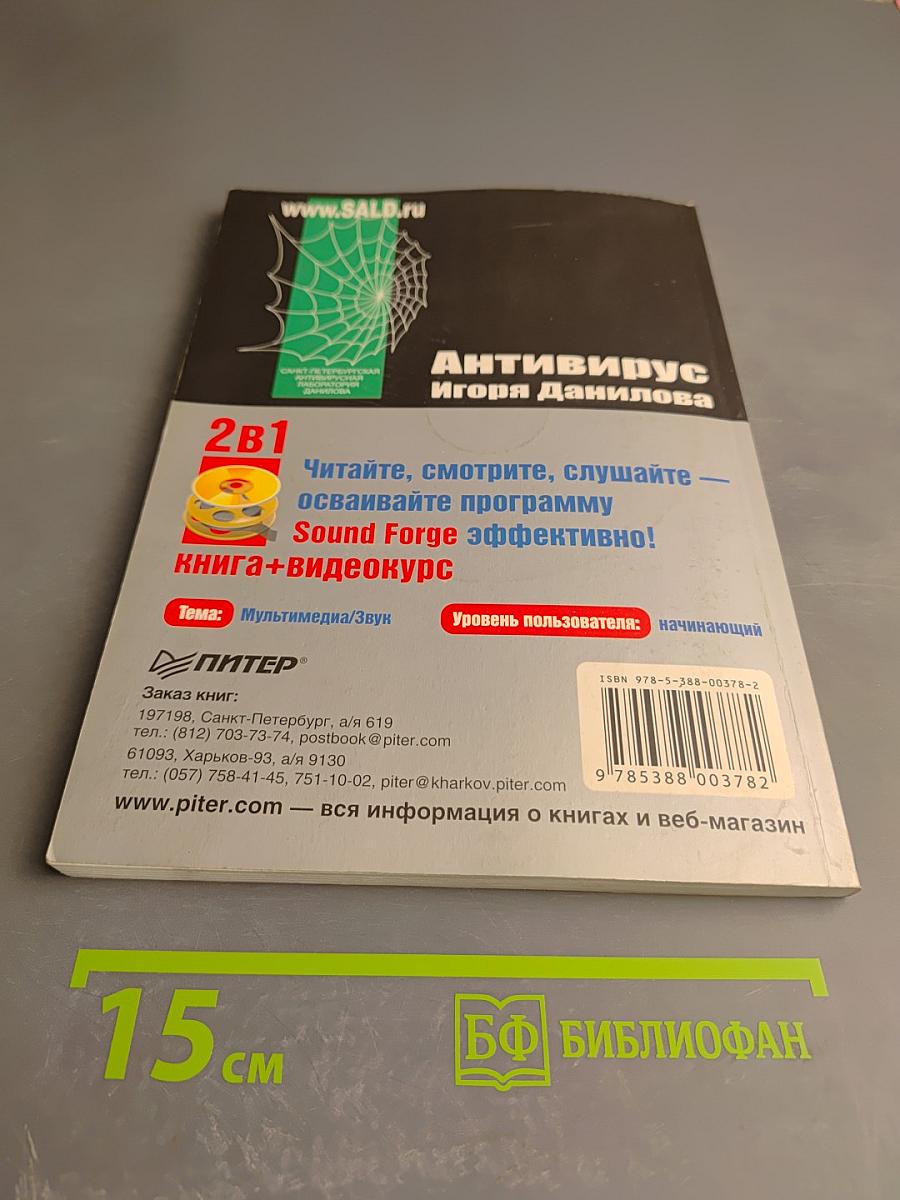 www.SALD.ru
САНКТ-ПЕТЕРБУРГСКАЯ
АНТИВИРУСНАЯ
ЛАБОРАТОРИЯ
ДАНИЛОВА
Антивирус
Игоря Данилова
2в1
Читайте, смотрите, слушайте —
осваивайте программу
Sound Forge эффективно!
книга+видеокурс
Тема: Мультимедиа/Звук
Уровень пользователя: начинающий
ПИТЕР®
Заказ книг:
197198, Санкт-Петербург, а/я 619
тел.: (812) 703-73-74, postbook@piter.com
61093, Харьков-93, а/я 9130
тел.: (057) 758-41-45, 751-10-02, piter@kharkov.piter.com
www.piter.com — вся информация о книгах и веб-магазин
ISBN 978-5-388-00378-2
9 785388 003782
15 см
БФ БИБЛИОФАН